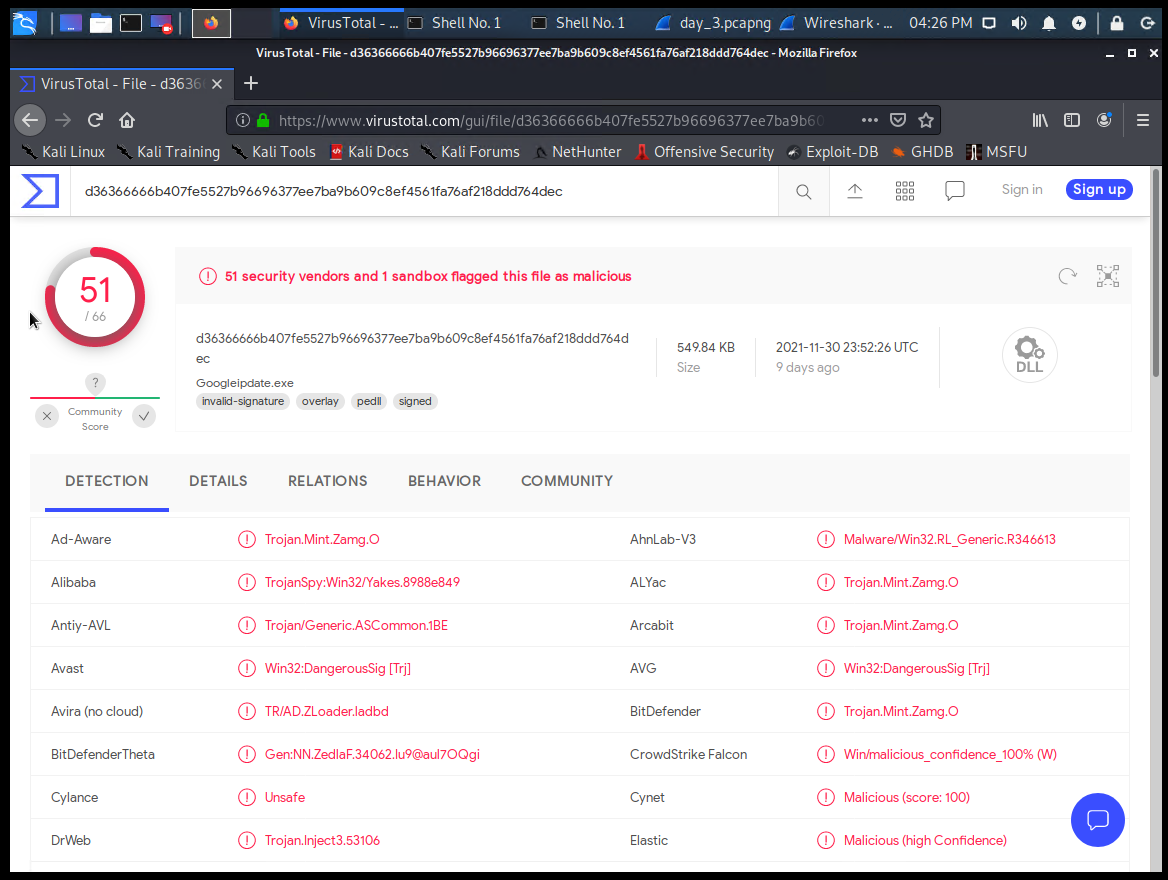 VirusTotal - ... Shell No. 1 Shell No. 1 day_3.pcapng Wireshark · ... 04:26 PM
VirusTotal - File - d36366666b407fe5527b96696377ee7ba9b609c8ef4561fa76af218ddd764dec - Mozilla Firefox
VirusTotal - File - d3636
https://www.virustotal.com/gui/file/d36366666b407fe5527b96696377ee7ba9b60
Kali Linux Kali Training Kali Tools Kali Docs Kali Forums NetHunter Offensive Security Exploit-DB GHDB MSFU
d36366666b407fe5527b96696377ee7ba9b609c8ef4561fa76af218ddd764dec Sign in Sign up
51
/ 66
?
Community
Score
51 security vendors and 1 sandbox flagged this file as malicious
d36366666b407fe5527b96696377ee7ba9b609c8ef4561fa76af218ddd764d
ec
Googleipdate.exe
invalid-signature overlay pedll signed
549.84 KB
Size
2021-11-30 23:52:26 UTC
9 days ago
DLL
DETECTION DETAILS RELATIONS BEHAVIOR COMMUNITY
Ad-Aware Trojan.Mint.Zamg.O AhnLab-V3 Malware/Win32.RL_Generic.R346613
Alibaba TrojanSpy:Win32/Yakes.8988e849 ALYac Trojan.Mint.Zamg.O
Antiy-AVL Trojan/Generic.ASCommon.1BE Arcabit Trojan.Mint.Zamg.O
Avast Win32:DangerousSig [Trj] AVG Win32:DangerousSig [Trj]
Avira (no cloud) TR/AD.ZLoader.ladbd BitDefender Trojan.Mint.Zamg.O
BitDefenderTheta Gen:NN.ZedlaF.34062.Iu9@aul7OQgi CrowdStrike Falcon Win/malicious_confidence_100% (W)
Cylance Unsafe Cynet Malicious (score: 100)
DrWeb Trojan.Inject3.53106 Elastic Malicious (high Confidence)